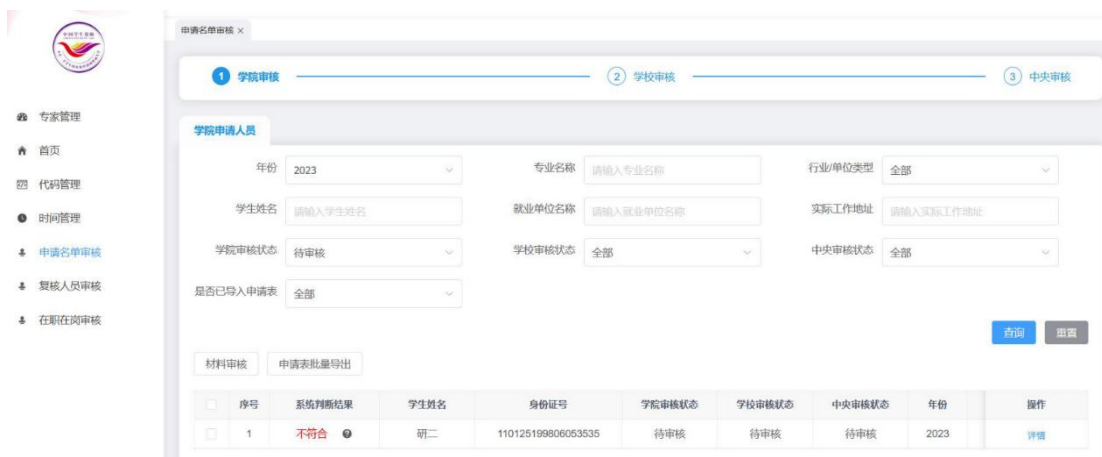 申请名单审核 ×
1 学院审核
2 学校审核
3 中央审核
专家管理
首页
代码管理
时间管理
申请名单审核
复核人员审核
在职在岗审核
学院申请人员
年份 2023 专业名称 请输入专业名称 行业/单位类型 全部
学生姓名 请输入学生姓名 就业单位名称 请输入就业单位名称 实际工作地址 请输入实际工作地址
学院审核状态 待审核 学校审核状态 全部 中央审核状态 全部
是否已导入申请表 全部
查询 重置
材料审核 申请表批量导出
序号 系统判断结果 学生姓名 身份证号 学院审核状态 学校审核状态 中央审核状态 年份 操作
1 不符合 研二 110125199806053535 待审核 待审核 待审核 2023 详情